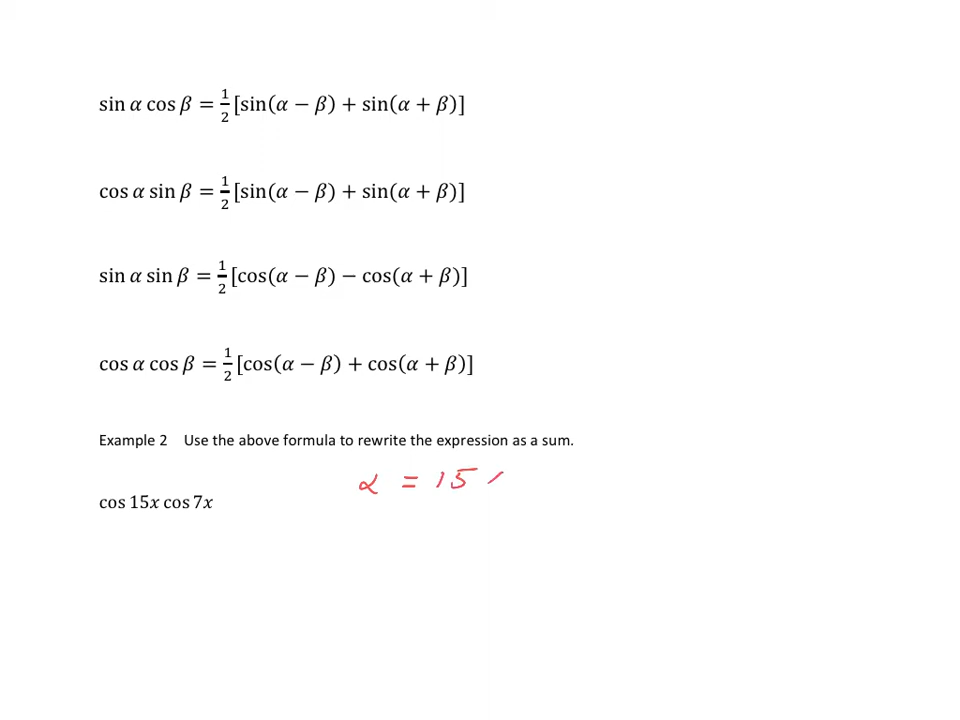 sin α cos β = 1/2 [sin(α − β) + sin(α + β)]
cos α sin β = 1/2 [sin(α − β) + sin(α + β)]
sin α sin β = 1/2 [cos(α − β) − cos(α + β)]
cos α cos β = 1/2 [cos(α − β) + cos(α + β)]
Example 2 Use the above formula to rewrite the expression as a sum.
α = 15
cos 15x cos 7x